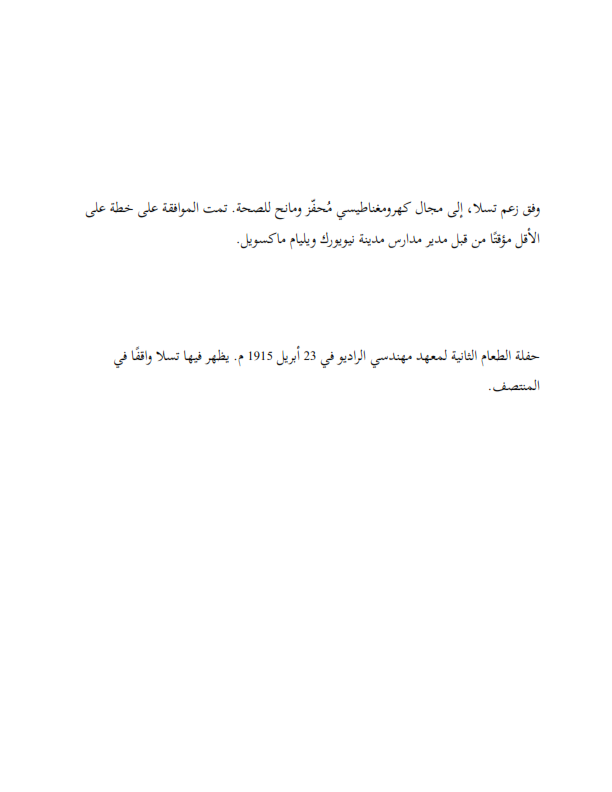 وفق زعم تسلا، إلى مجال كهرومغناطيسي مُحفّز ومانح للصحة. تمت الموافقة على خطة على
الأقل مؤقتًا من قبل مدير مدارس مدينة نيويورك ويليام ماكسويل.
حفلة الطعام الثانية لمعهد مهندسي الراديو في 23 أبريل 1915 م. يظهر فيها تسلا واقفًا في
المنتصف.